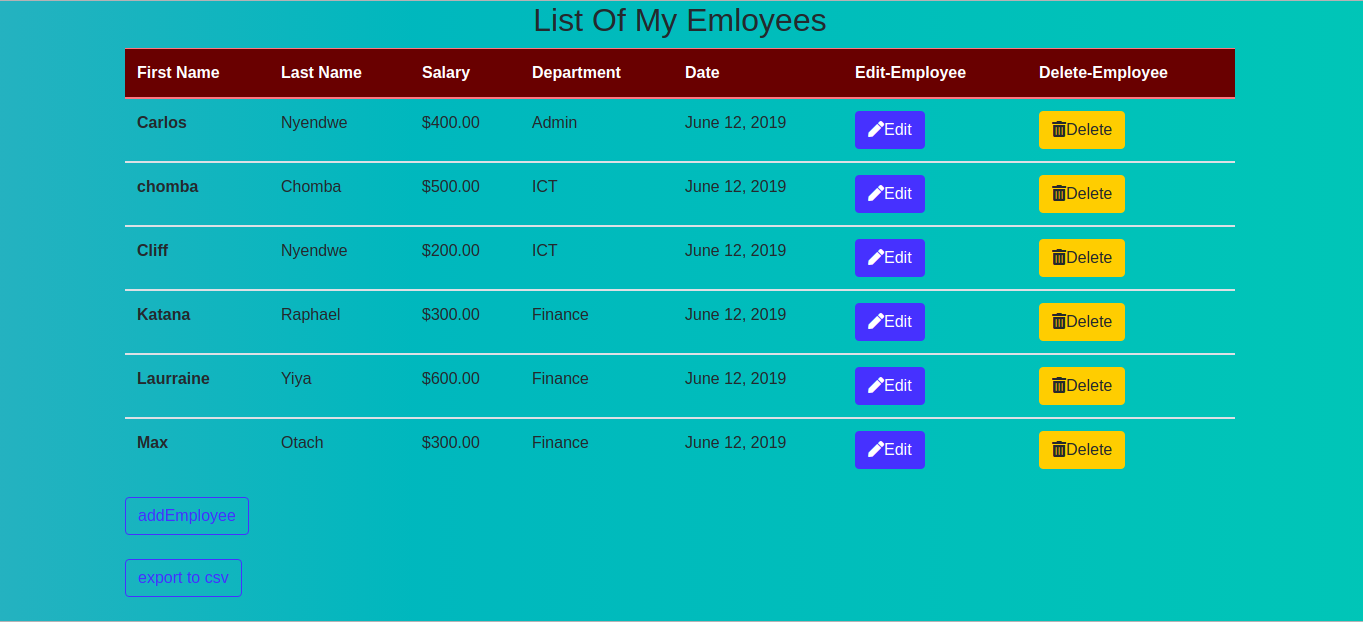 List Of My Emloyees
First Name Last Name Salary Department Date Edit-Employee Delete-Employee
Carlos Nyendwe $400.00 Admin June 12, 2019 Edit Delete
chomba Chomba $500.00 ICT June 12, 2019 Edit Delete
Cliff Nyendwe $200.00 ICT June 12, 2019 Edit Delete
Katana Raphael $300.00 Finance June 12, 2019 Edit Delete
Laurraine Yiya $600.00 Finance June 12, 2019 Edit Delete
Max Otach $300.00 Finance June 12, 2019 Edit Delete
addEmployee
export to csv